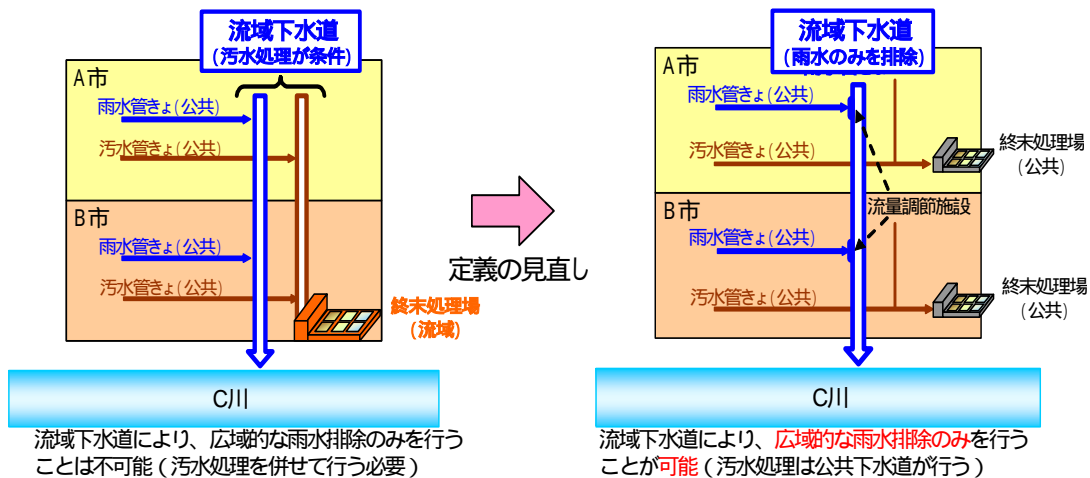 流域下水道
(汚水処理が条件)
A市
雨水管きょ(公共)
汚水管きょ(公共)
B市
雨水管きょ(公共)
汚水管きょ(公共)
終末処理場
(流域)
C川
流域下水道により、広域的な雨水排除のみを行う
ことは不可能(汚水処理を併せて行う必要)
定義の見直し
流域下水道
(雨水のみを排除)
A市
雨水管きょ(公共)
汚水管きょ(公共)
終末処理場
(公共)
流量調節施設
B市
雨水管きょ(公共)
汚水管きょ(公共)
終末処理場
(公共)
C川
流域下水道により、広域的な雨水排除のみを行う
ことが可能(汚水処理は公共下水道が行う)